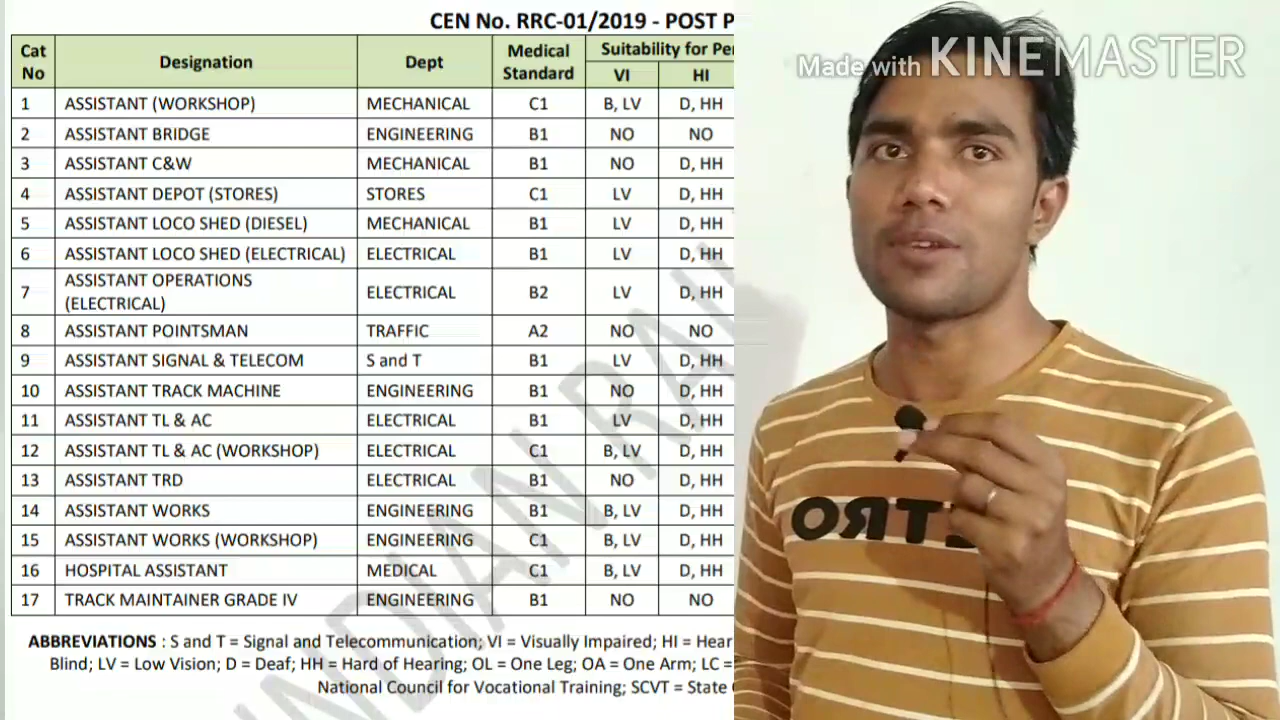 CEN No. RRC-01/2019 - POST P
Made with KINEMASTER
Cat No Designation Dept Medical Standard Suitability for Per
VI HI
1 ASSISTANT (WORKSHOP) MECHANICAL C1 B, LV D, HH
2 ASSISTANT BRIDGE ENGINEERING B1 NO NO
3 ASSISTANT C&W MECHANICAL B1 NO D, HH
4 ASSISTANT DEPOT (STORES) STORES C1 LV D, HH
5 ASSISTANT LOCO SHED (DIESEL) MECHANICAL B1 LV D, HH
6 ASSISTANT LOCO SHED (ELECTRICAL) ELECTRICAL B1 LV D, HH
7 ASSISTANT OPERATIONS (ELECTRICAL) ELECTRICAL B2 LV D, HH
8 ASSISTANT POINTSMAN TRAFFIC A2 NO NO
9 ASSISTANT SIGNAL & TELECOM S and T B1 LV D, HH
10 ASSISTANT TRACK MACHINE ENGINEERING B1 NO D, HH
11 ASSISTANT TL & AC ELECTRICAL B1 LV D, HH
12 ASSISTANT TL & AC (WORKSHOP) ELECTRICAL C1 B, LV D, HH
13 ASSISTANT TRD ELECTRICAL B1 NO D, HH
14 ASSISTANT WORKS ENGINEERING B1 B, LV D, HH
15 ASSISTANT WORKS (WORKSHOP) ENGINEERING C1 B, LV D, HH
16 HOSPITAL ASSISTANT MEDICAL C1 B, LV D, HH
17 TRACK MAINTAINER GRADE IV ENGINEERING B1 NO NO
ABBREVIATIONS : S and T = Signal and Telecommunication; VI = Visually Impaired; HI = Hear
Blind; LV = Low Vision; D = Deaf; HH = Hard of Hearing; OL = One Leg; OA = One Arm; LC =
National Council for Vocational Training; SCVT = State
INDIAN RAIL